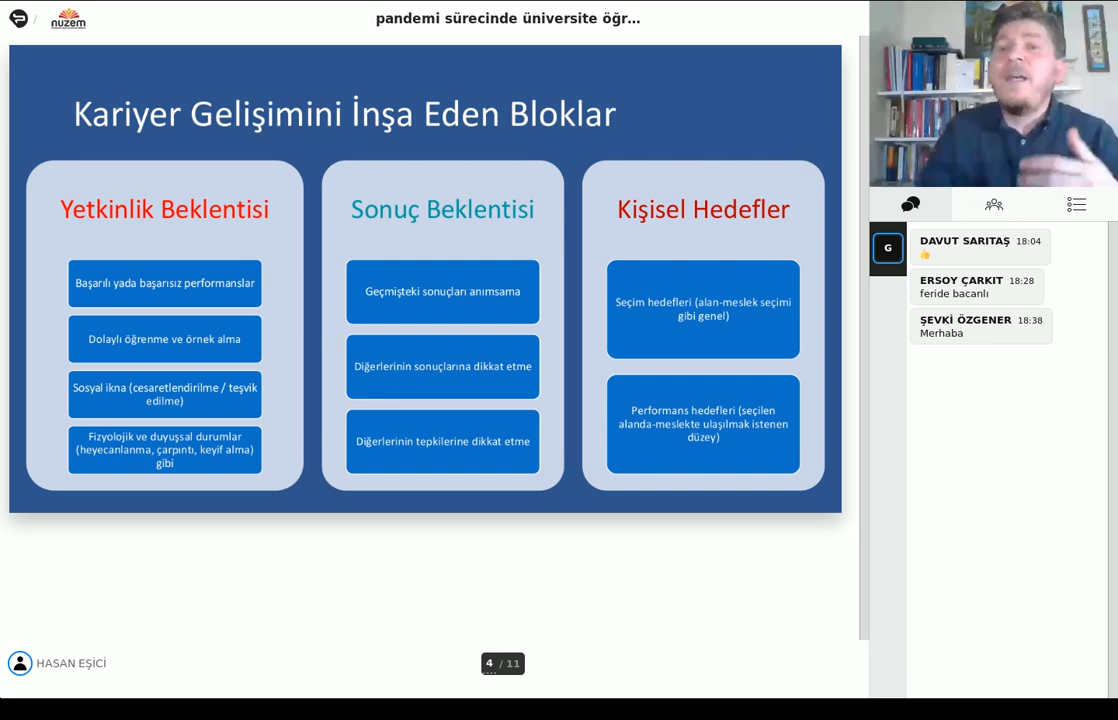 / nuzem
pandemi sürecinde üniversite öğr...
Kariyer Gelişimini İnşa Eden Bloklar
Yetkinlik Beklentisi
Başarılı yada başarısız performanslar
Dolaylı öğrenme ve örnek alma
Sosyal ikna (cesaretlendirilme / teşvik
edilme)
Fizyolojik ve duyuşsal durumlar
(heyecanlanma, çarpıntı, keyif alma)
gibi
Sonuç Beklentisi
Geçmişteki sonuçları anımsama
Diğerlerinin sonuçlarına dikkat etme
Diğerlerinin tepkilerine dikkat etme
Kişisel Hedefler
Seçim hedefleri (alan-meslek seçimi
gibi genel)
Performans hedefleri (seçilen
alanda-meslekte ulaşılmak istenen
düzey)
G
DAVUT SARITAŞ 18:04
👍
ERSOY ÇARKIT 18:28
feride bacanlı
ŞEVKİ ÖZGENER 18:38
Merhaba
HASAN EŞİCİ
4 / 11